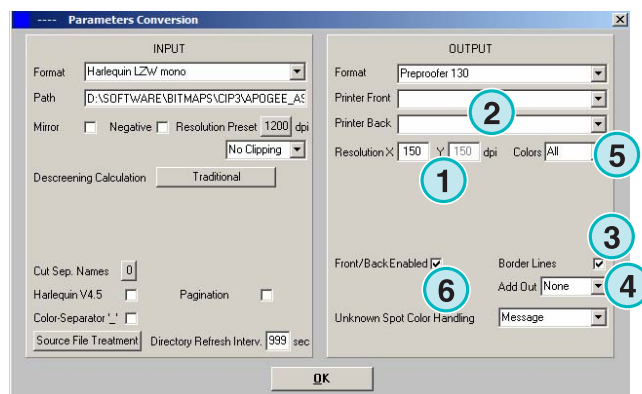 ---- Parameters Conversion
INPUT
Format Harlequin LZW mono
Path D:\SOFTWARE\BITMAPS\CIP3\APOGEE_AS
Mirror Negative Resolution Preset 1200 dpi
No Clipping
Descreening Calculation Traditional
Cut Sep. Names 0
Harlequin V4.5 Pagination
Color-Separator '_'
Source File Treatment Directory Refresh Interv. 999 sec
OUTPUT
Format Preproofer 130
Printer Front
2
Printer Back
Resolution X 150 Y 150 dpi Colors All 5
1
3
Front/Back Enabled Border Lines
6 Add Out None 4
Unknown Spot Color Handling Message
OK